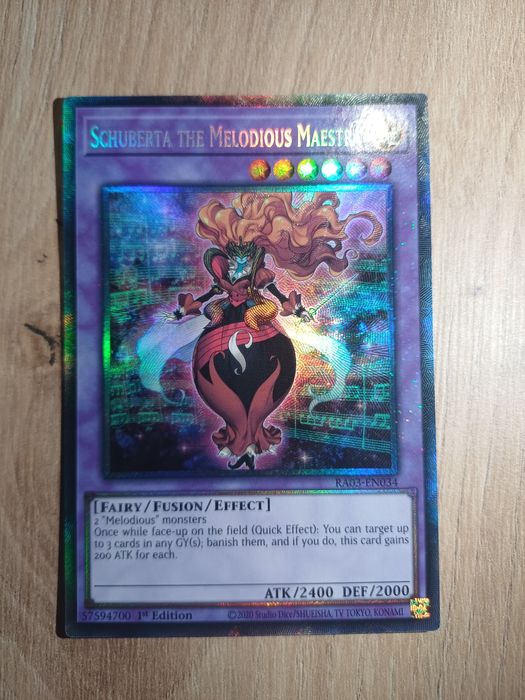 SCHUBERTA THE MELODIOUS MAESTRA
RA03-EN034
[FAIRY/FUSION/EFFECT]
2 "Melodious" monsters
Once while face-up on the field (Quick Effect): You can target up
to 3 cards in any GY(s); banish them, and if you do, this card gains
200 ATK for each.
ATK/2400 DEF/2000
57594700 1st Edition ©2020 Studio Dice/SHUEISHA, TV TOKYO, KONAMI